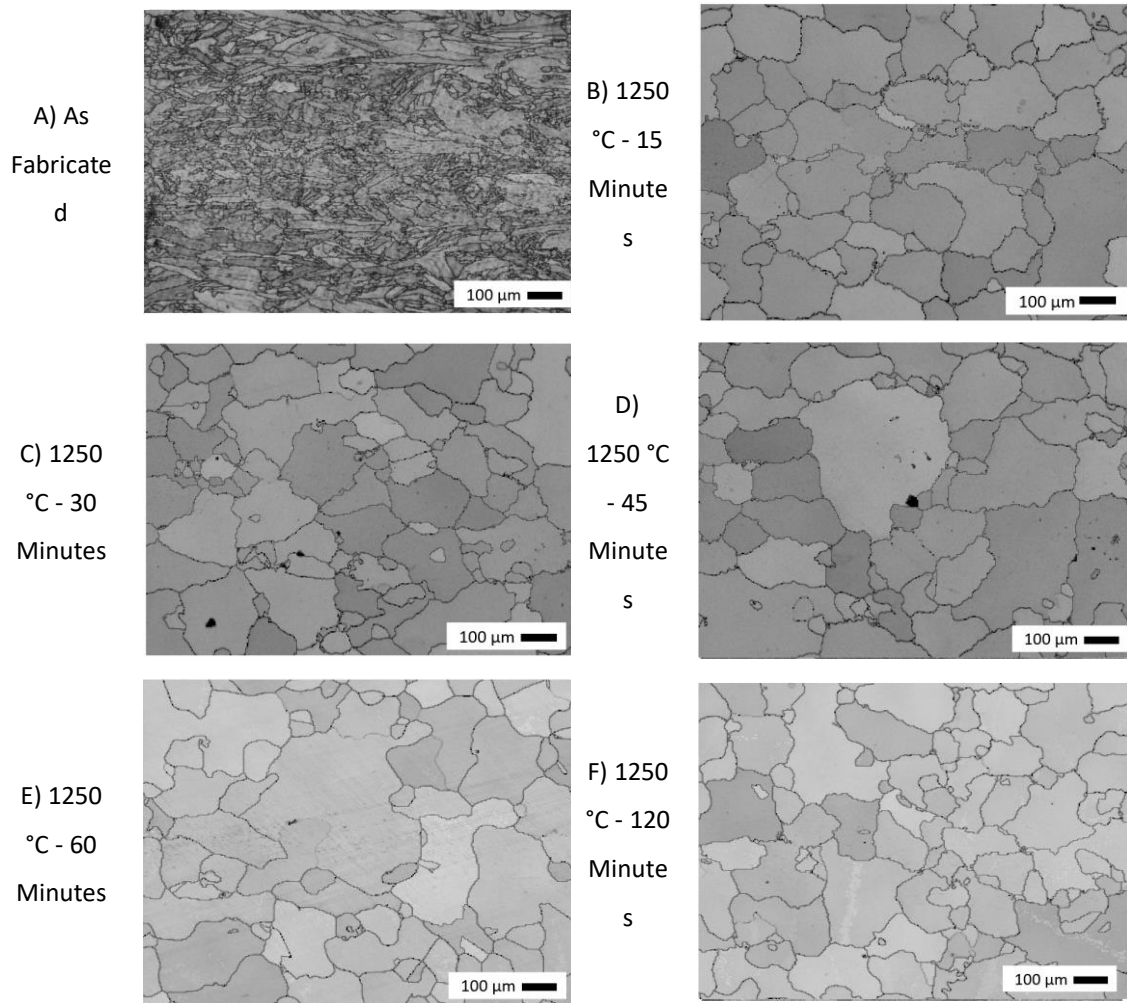 A) As
Fabricate
d
100 µm
B) 1250
°C - 15
Minute
s
100 µm
C) 1250
°C - 30
Minutes
100 µm
D)
1250 °C
- 45
Minute
s
100 µm
E) 1250
°C - 60
Minutes
100 µm
F) 1250
°C - 120
Minute
s
100 µm